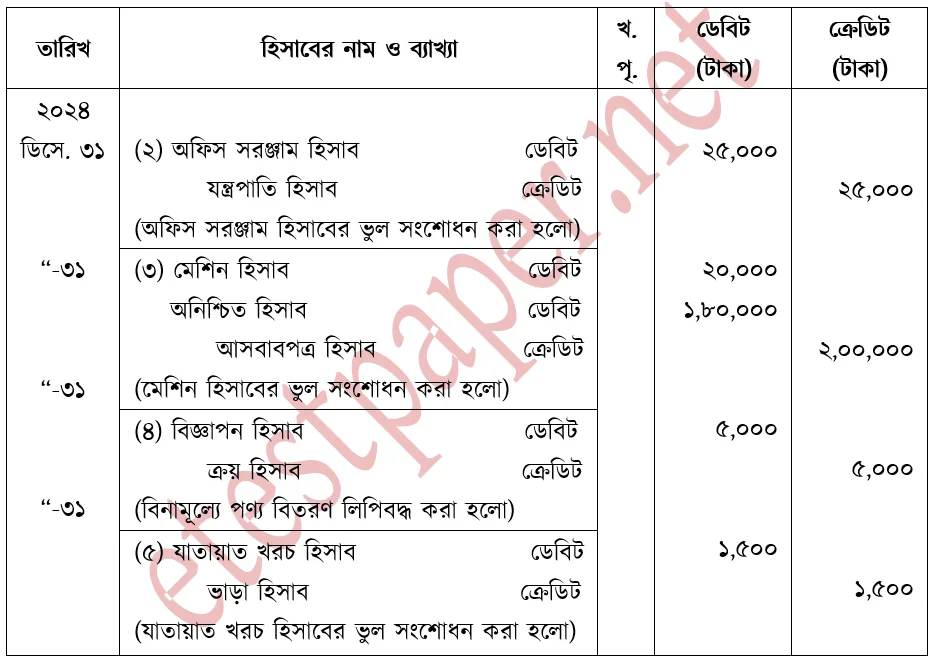 তারিখ হিসাবের নাম ও ব্যাখ্যা খ. পৃ. ডেবিট (টাকা) ক্রেডিট (টাকা)
২০২৪
ডিসে. ৩১ (২) অফিস সরঞ্জাম হিসাব ডেবিট ২৫,০০০
যন্ত্রপাতি হিসাব ক্রেডিট ২৫,০০০
(অফিস সরঞ্জাম হিসাবের ভুল সংশোধন করা হলো)
“-৩১ (৩) মেশিন হিসাব ডেবিট ২০,০০০
অনিশ্চিত হিসাব ডেবিট ১,৮০,০০০
আসবাবপত্র হিসাব ক্রেডিট ২,০০,০০০
“-৩১ (মেশিন হিসাবের ভুল সংশোধন করা হলো)
(৪) বিজ্ঞাপন হিসাব ডেবিট ৫,০০০
ক্রয় হিসাব ক্রেডিট ৫,০০০
“-৩১ (বিনামূল্যে পণ্য বিতরণ লিপিবদ্ধ করা হলো)
(৫) যাতায়াত খরচ হিসাব ডেবিট ১,৫০০
ভাড়া হিসাব ক্রেডিট ১,৫০০
(যাতায়াত খরচ হিসাবের ভুল সংশোধন করা হলো)
etestpaper.net